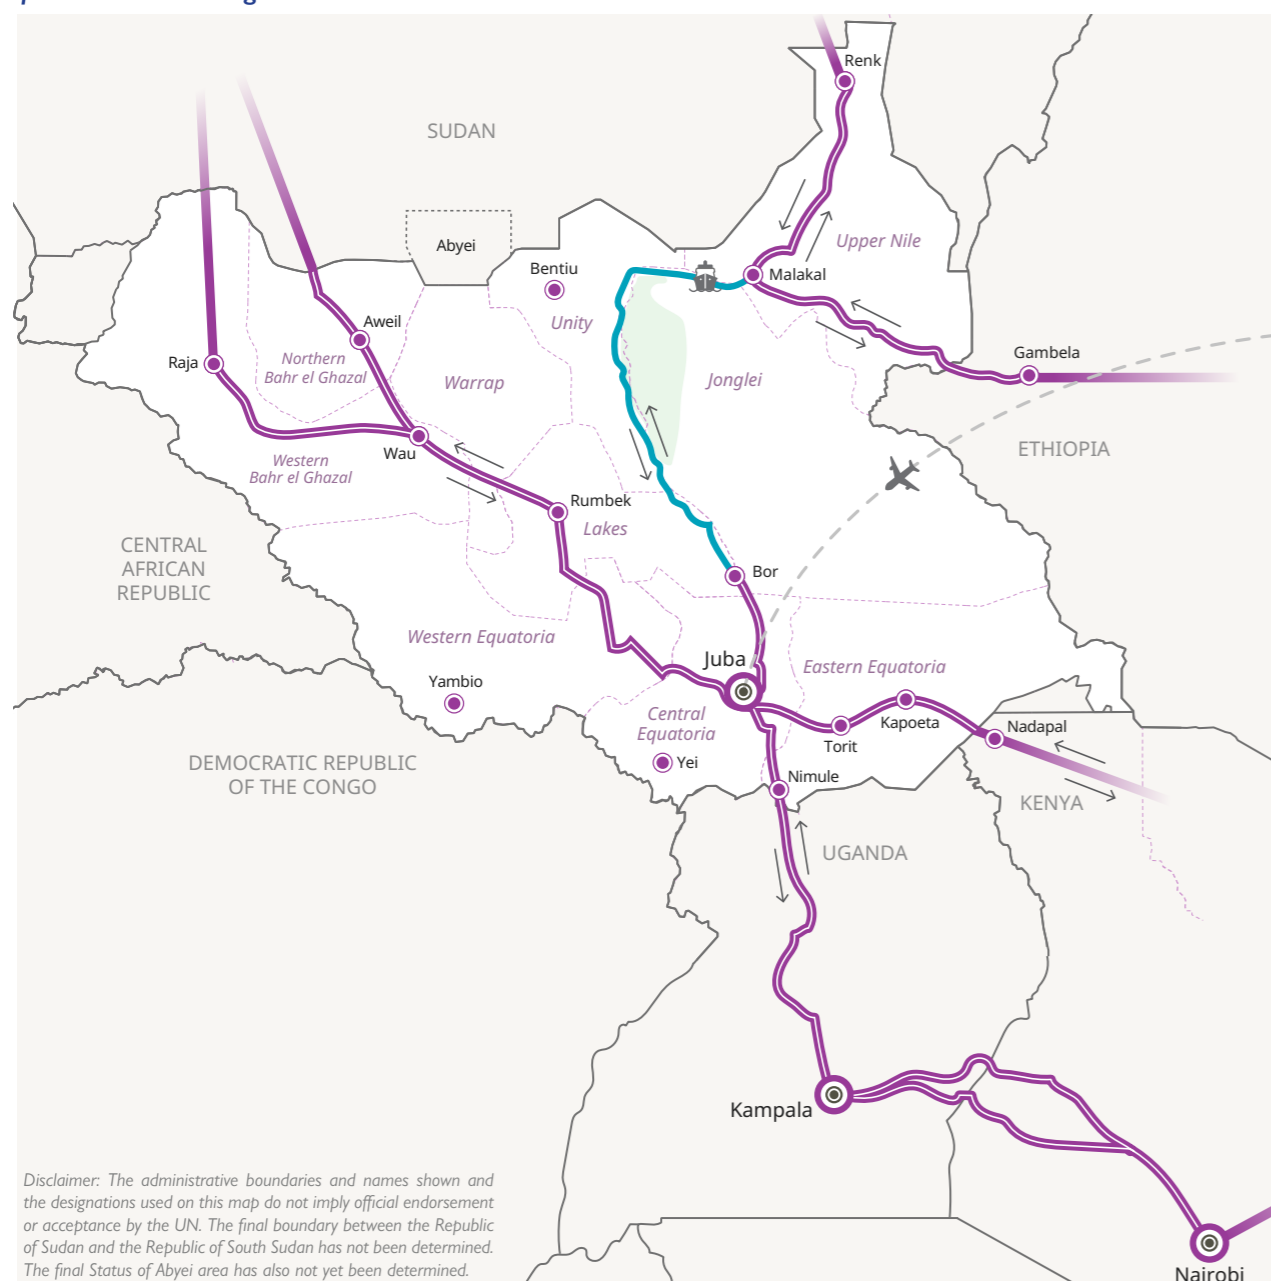 Renk
SUDAN
Upper Nile
Abyei
Bentiu
Malakal
Unity
Aweil
Gambela
Raja
Northern
Bahr el Ghazal
Warrap
Jonglei
ETHIOPIA
Wau
Western
Bahr el Ghazal
Rumbek
Lakes
CENTRAL
AFRICAN
REPUBLIC
Bor
Western Equatoria
Juba
Eastern Equatoria
Yambio
Central
Equatoria
Kapoeta
Nadapal
Torit
Yei
Nimule
DEMOCRATIC REPUBLIC
OF THE CONGO
KENYA
UGANDA
Kampala
Disclaimer: The administrative boundaries and names shown and
the designations used on this map do not imply official endorsement
or acceptance by the UN. The final boundary between the Republic
of Sudan and the Republic of South Sudan has not been determined.
The final Status of Abyei area has also not yet been determined.
Nairobi